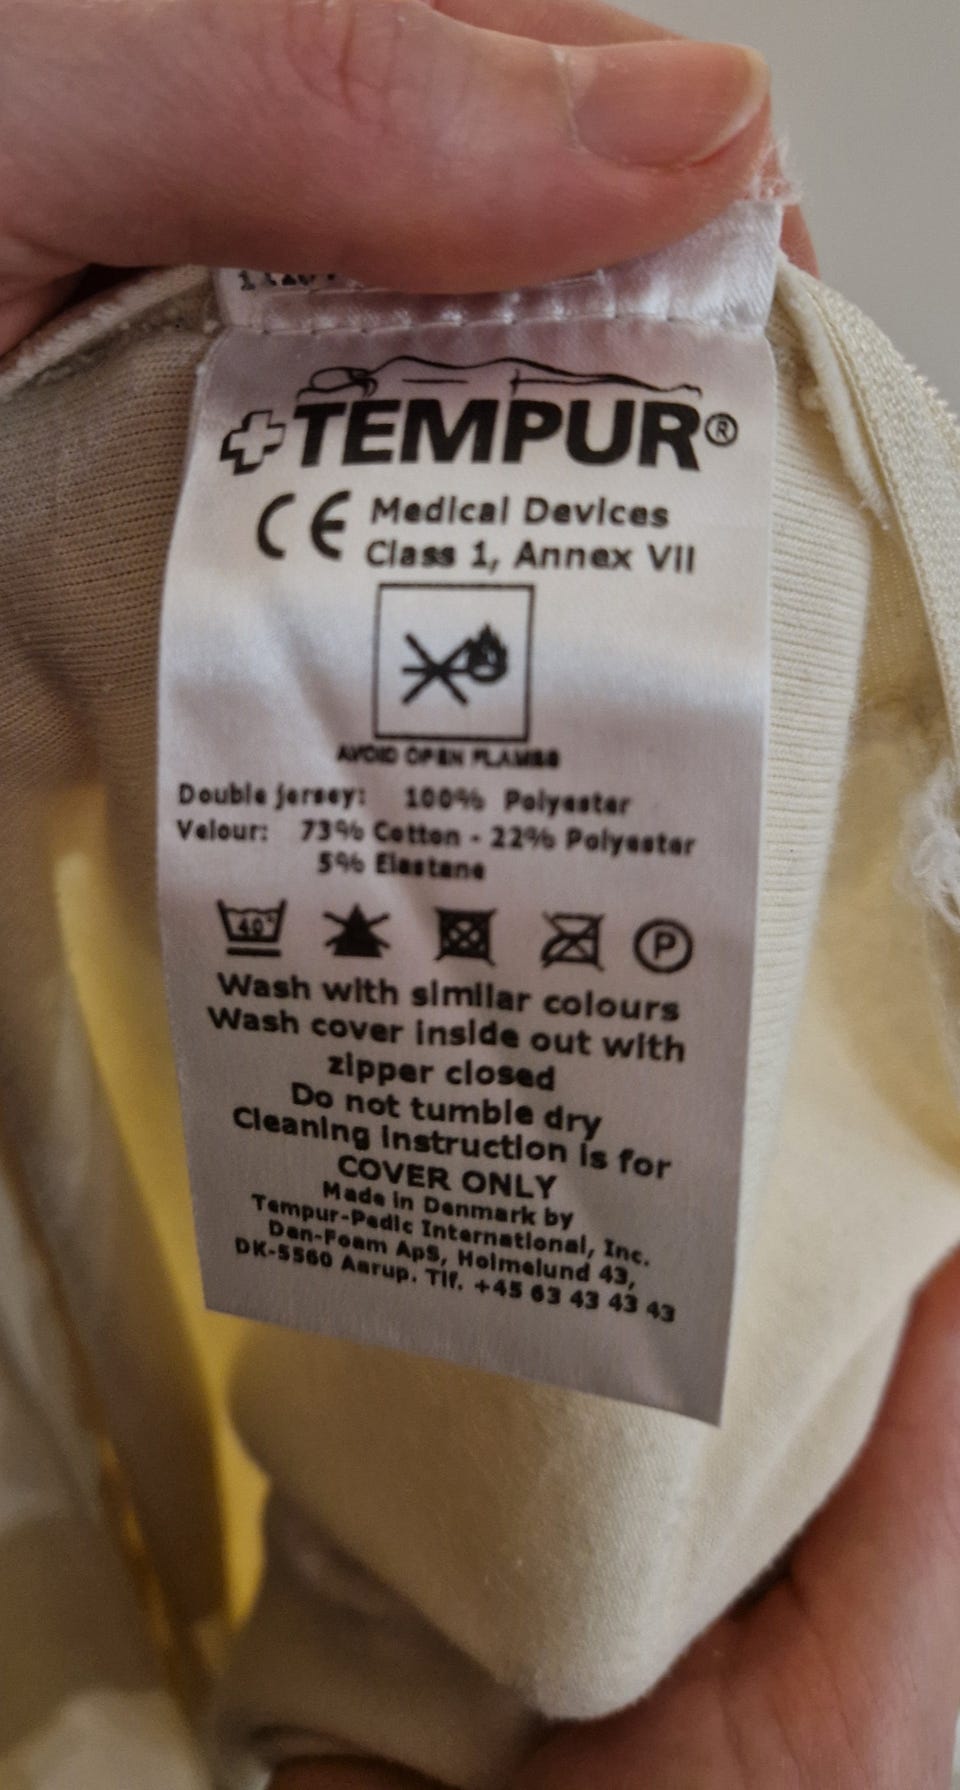 TEMPUR®
CE Medical Devices
Class 1, Annex VII
AVOID OPEN FLAMES
Double jersey: 100% Polyester
Velour: 73% Cotton - 22% Polyester
5% Elastane
40° P
Wash with similar colours
Wash cover inside out with
zipper closed
Do not tumble dry
Cleaning instruction is for
COVER ONLY
Made in Denmark by
Tempur-Pedic International, Inc.
Dan-Foam ApS, Holmelund 43,
DK-5560 Aarup. Tlf. +45 63 43 43 43